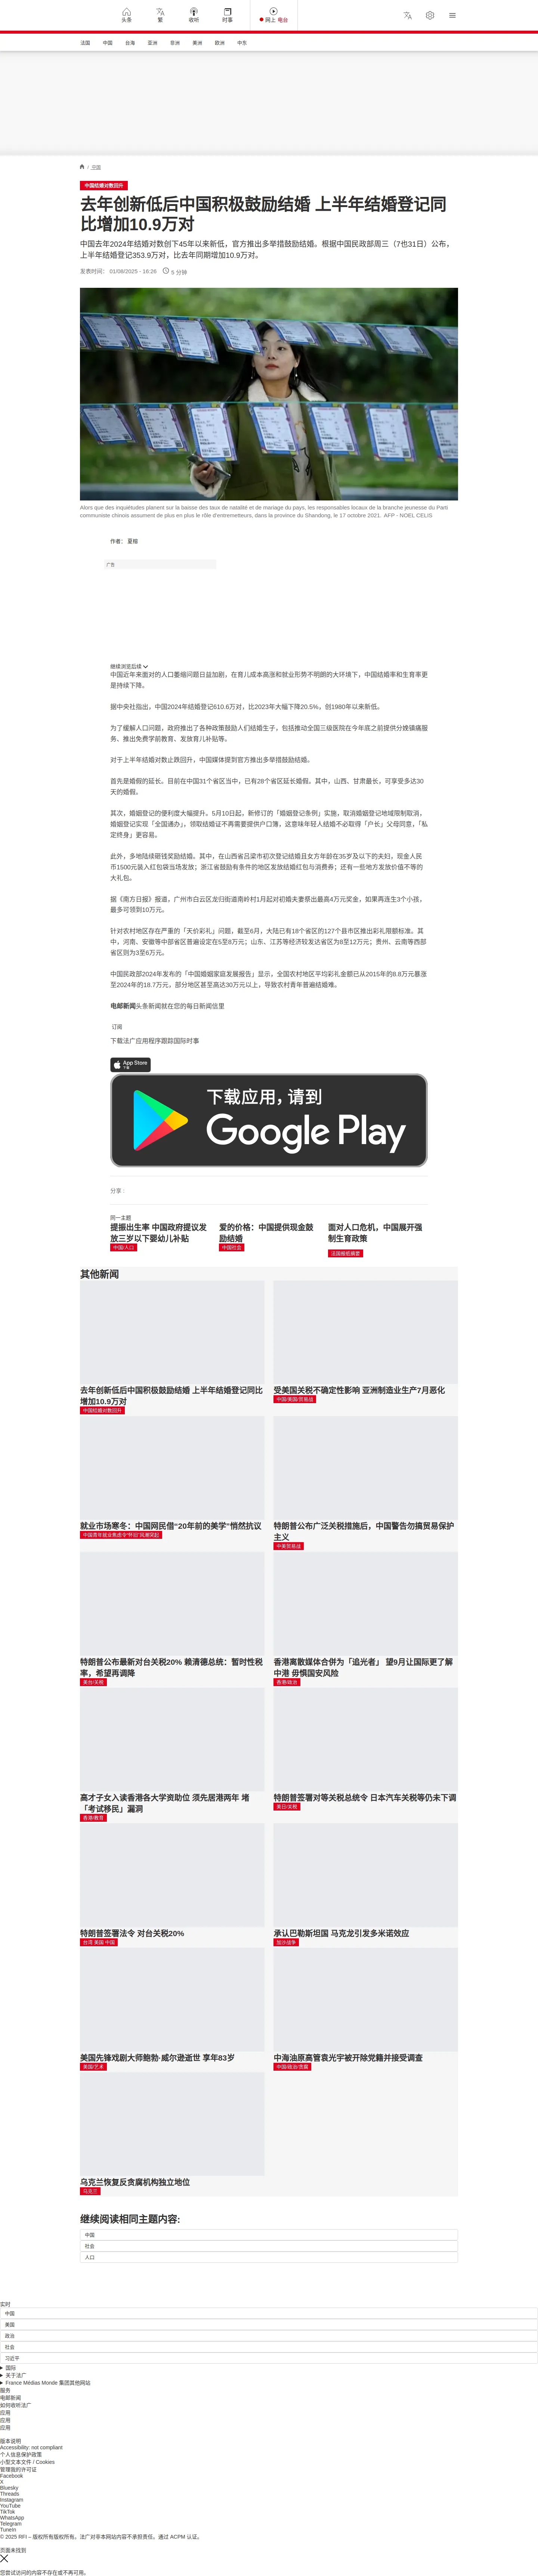 头条
繁
收听
时事
网上 电台
法国
中国
台海
亚洲
非洲
美洲
欧洲
中东
/ 中国
中国结婚对数回升
去年创新低后中国积极鼓励结婚 上半年结婚登记同
比增加10.9万对
中国去年2024年结婚对数创下45年以来新低，官方推出多举措鼓励结婚。根据中国民政部周三（7也31日）公布，
上半年结婚登记353.9万对，比去年同期增加10.9万对。
发表时间： 01/08/2025 - 16:26
5 分钟
Alors que des inquiétudes planent sur la baisse des taux de natalité et de mariage du pays, les responsables locaux de la branche jeunesse du Parti
communiste chinois assument de plus en plus le rôle d'entremetteurs, dans la province du Shandong, le 17 octobre 2021. AFP - NOEL CELIS
作者： 夏榕
广告
继续浏览后续
中国近年来面对的人口萎缩问题日益加剧，在育儿成本高涨和就业形势不明朗的大环境下，中国结婚率和生育率更
是持续下降。
据中央社指出，中国2024年结婚登记610.6万对，比2023年大幅下降20.5%，创1980年以来新低。
为了缓解人口问题，政府推出了各种政策鼓励人们结婚生子，包括推动全国三级医院在今年底之前提供分娩镇痛服
务、推出免费学前教育、发放育儿补贴等。
对于上半年结婚对数止跌回升，中国媒体提到官方推出多举措鼓励结婚。
首先是婚假的延长。目前在中国31个省区当中，已有28个省区延长婚假。其中，山西、甘肃最长，可享受多达30
天的婚假。
其次，婚姻登记的便利度大幅提升。5月10日起，新修订的「婚姻登记条例」实施，取消婚姻登记地域限制取消，
婚姻登记实现「全国通办」，领取结婚证不再需要提供户口簿，这意味年轻人结婚不必取得「户长」父母同意，「私
定终身」更容易。
此外，多地陆续砸钱奖励结婚。其中，在山西省吕梁市初次登记结婚且女方年龄在35岁及以下的夫妇，现金人民
币1500元装入红包袋当场发放；浙江省鼓励有条件的地区发放结婚红包与消费券；还有一些地方发放价值不等的
大礼包。
据《南方日报》报道，广州市白云区龙归街道南岭村1月起对初婚夫妻祭出最高4万元奖金，如果再连生3个小孩，
最多可领到10万元。
针对农村地区存在严重的「天价彩礼」问题，截至6月，大陆已有18个省区的127个县市区推出彩礼限额标准。其
中，河南、安徽等中部省区普遍设定在5至8万元；山东、江苏等经济较发达省区为8至12万元；贵州、云南等西部
省区则为3至6万元。
中国民政部2024年发布的「中国婚姻家庭发展报告」显示，全国农村地区平均彩礼金额已从2015年的8.8万元暴涨
至2024年的18.7万元，部分地区甚至高达30万元以上，导致农村青年普遍结婚难。
电邮新闻头条新闻就在您的每日新闻信里
订阅
下载法广应用程序跟踪国际时事
App Store
下载
下载应用，请到
Google Play
分享 :
同一主题
提振出生率 中国政府提议发
放三岁以下婴幼儿补贴
中国/人口
爱的价格：中国提供现金鼓
励结婚
中国社会
面对人口危机，中国展开强
制生育政策
法国报纸摘要
其他新闻
去年创新低后中国积极鼓励结婚 上半年结婚登记同比
增加10.9万对
中国结婚对数回升
受美国关税不确定性影响 亚洲制造业生产7月恶化
中国/美国/贸易战
就业市场寒冬：中国网民借“20年前的美学”悄然抗议
中国青年就业焦虑令“怀旧”风潮突起
特朗普公布广泛关税措施后，中国警告勿搞贸易保护
主义
中美贸易战
特朗普公布最新对台关税20% 赖清德总统：暂时性税
率，希望再调降
美台/关税
香港离散媒体合并为「追光者」 望9月让国际更了解
中港 毋惧国安风险
香港/政治
高才子女入读香港各大学资助位 须先居港两年 堵
「考试移民」漏洞
香港/教育
特朗普签署对等关税总统令 日本汽车关税等仍未下调
美日/关税
特朗普签署法令 对台关税20%
台湾 美国 中国
承认巴勒斯坦国 马克龙引发多米诺效应
加沙战争
美国先锋戏剧大师鲍勃·威尔逊逝世 享年83岁
美国/艺术
中海油原高管袁光宇被开除党籍并接受调查
中国/政治/贪腐
乌克兰恢复反贪腐机构独立地位
乌克兰
继续阅读相同主题内容:
中国
社会
人口
实时
中国
美国
政治
社会
习近平
国际
关于法广
France Médias Monde 集团其他网站
服务
电邮新闻
如何收听法广
应用
应用
应用
版本说明
Accessibility: not compliant
个人信息保护政策
小型文本文件 / Cookies
管理我的许可证
Facebook
X
Bluesky
Threads
Instagram
YouTube
TikTok
WhatsApp
Telegram
TuneIn
© 2025 RFI – 版权所有版权所有。法广对非本网站内容不承担责任。通过 ACPM 认证。
页面未找到
您尝试访问的内容不存在或不再可用。